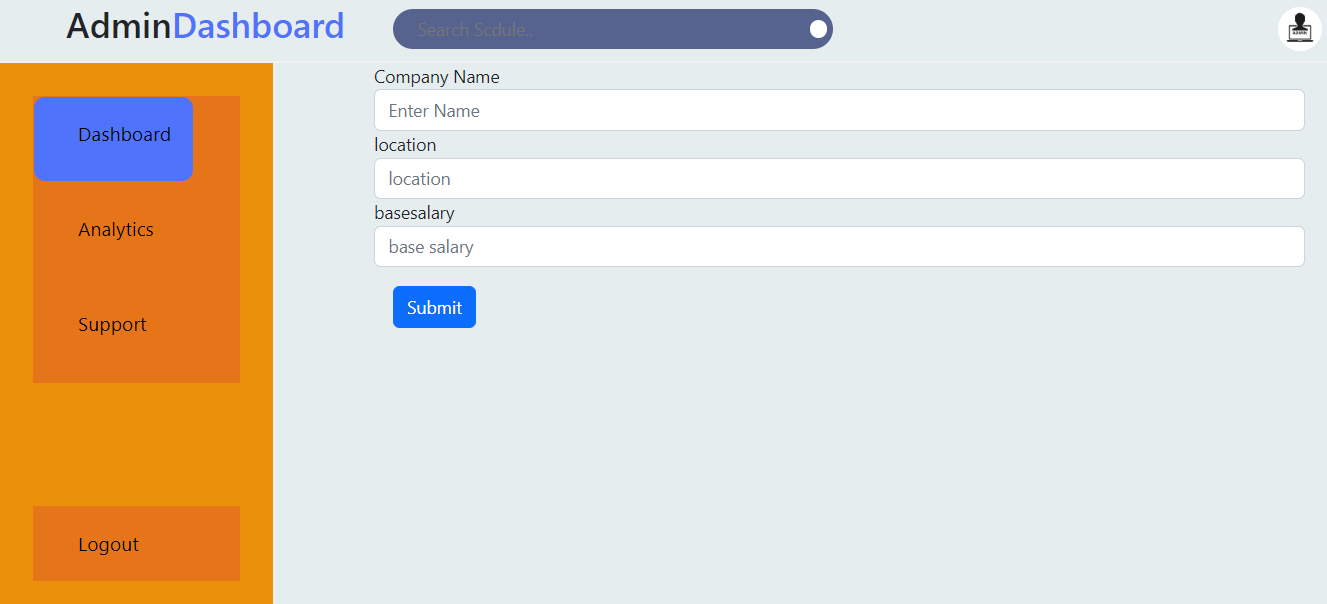 AdminDashboard
Search Scdule..
ADMIN
Dashboard
Analytics
Support
Logout
Company Name
Enter Name
location
location
basesalary
base salary
Submit